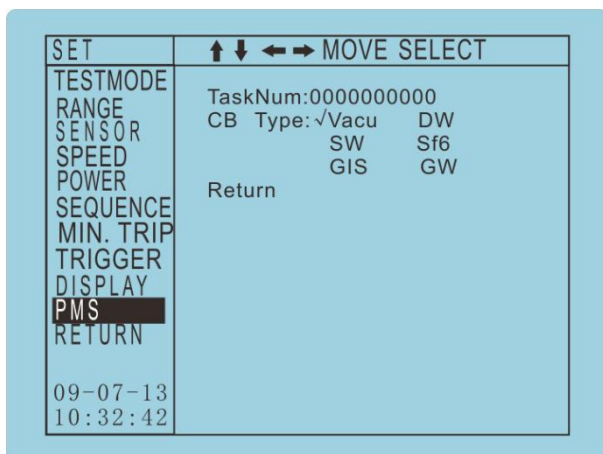 SET
↑ ↓ ← → MOVE SELECT
TESTMODE
RANGE
SENSOR
SPEED
POWER
SEQUENCE
MIN. TRIP
TRIGGER
DISPLAY
PMS
RETURN
09-07-13
10:32:42
TaskNum:0000000000
CB Type:√Vacu DW
SW Sf6
GIS GW
Return